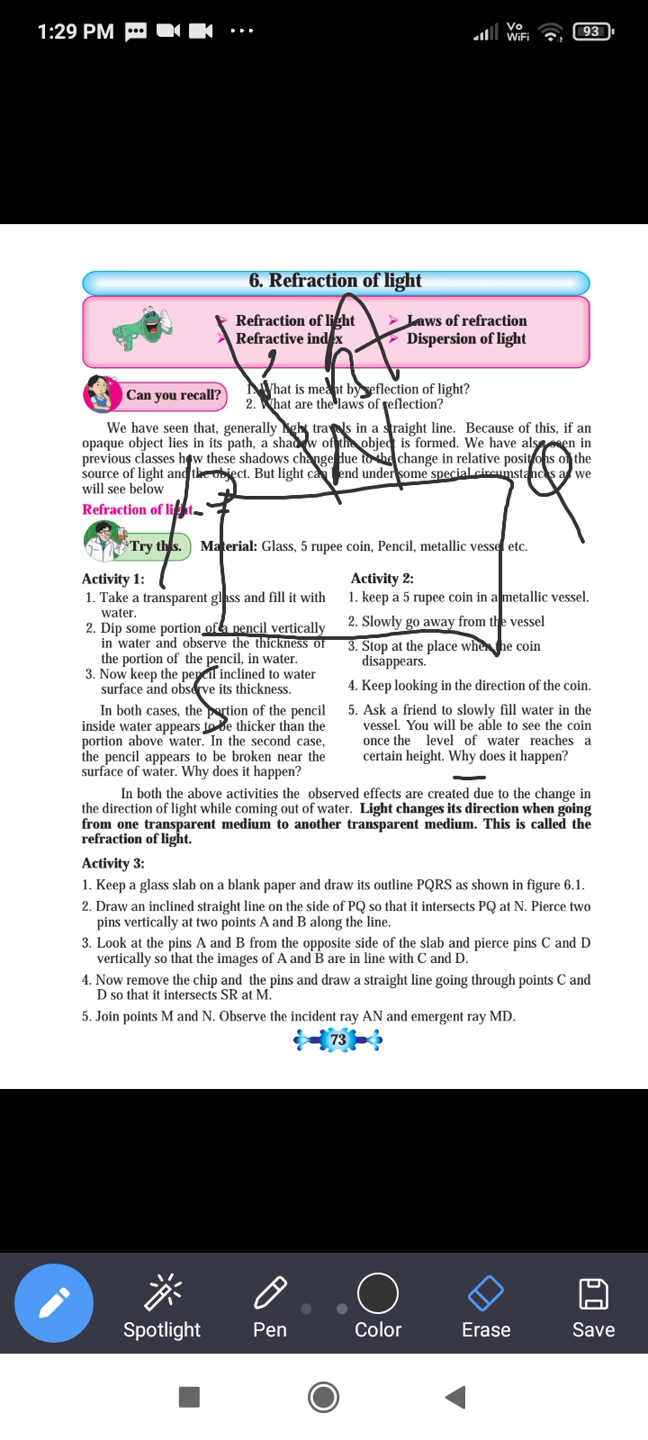 1:29 PM
Vo WiFi
93
6. Refraction of light
➢ Refraction of light ➢ Laws of refraction
➢ Refractive index ➢ Dispersion of light
Can you recall?
1. What is meant by reflection of light?
2. What are the laws of reflection?
We have seen that, generally light travels in a straight line. Because of this, if an
opaque object lies in its path, a shadow of the object is formed. We have also seen in
previous classes how these shadows change due to the change in relative positions of the
source of light and the object. But light can bend under some special circumstances as we
will see below
Refraction of light
Try this.
Material: Glass, 5 rupee coin, Pencil, metallic vessel etc.
Activity 1:
1. Take a transparent glass and fill it with
water.
2. Dip some portion of a pencil vertically
in water and observe the thickness of
the portion of the pencil, in water.
3. Now keep the pencil inclined to water
surface and observe its thickness.
In both cases, the portion of the pencil
inside water appears to be thicker than the
portion above water. In the second case,
the pencil appears to be broken near the
surface of water. Why does it happen?
Activity 2:
1. keep a 5 rupee coin in a metallic vessel.
2. Slowly go away from the vessel
3. Stop at the place when the coin
disappears.
4. Keep looking in the direction of the coin.
5. Ask a friend to slowly fill water in the
vessel. You will be able to see the coin
once the level of water reaches a
certain height. Why does it happen?
In both the above activities the observed effects are created due to the change in
the direction of light while coming out of water. Light changes its direction when going
from one transparent medium to another transparent medium. This is called the
refraction of light.
Activity 3:
1. Keep a glass slab on a blank paper and draw its outline PQRS as shown in figure 6.1.
2. Draw an inclined straight line on the side of PQ so that it intersects PQ at N. Pierce two
pins vertically at two points A and B along the line.
3. Look at the pins A and B from the opposite side of the slab and pierce pins C and D
vertically so that the images of A and B are in line with C and D.
4. Now remove the chip and the pins and draw a straight line going through points C and
D so that it intersects SR at M.
5. Join points M and N. Observe the incident ray AN and emergent ray MD.
73
P
Q
S
Spotlight
Pen
Color
Erase
Save